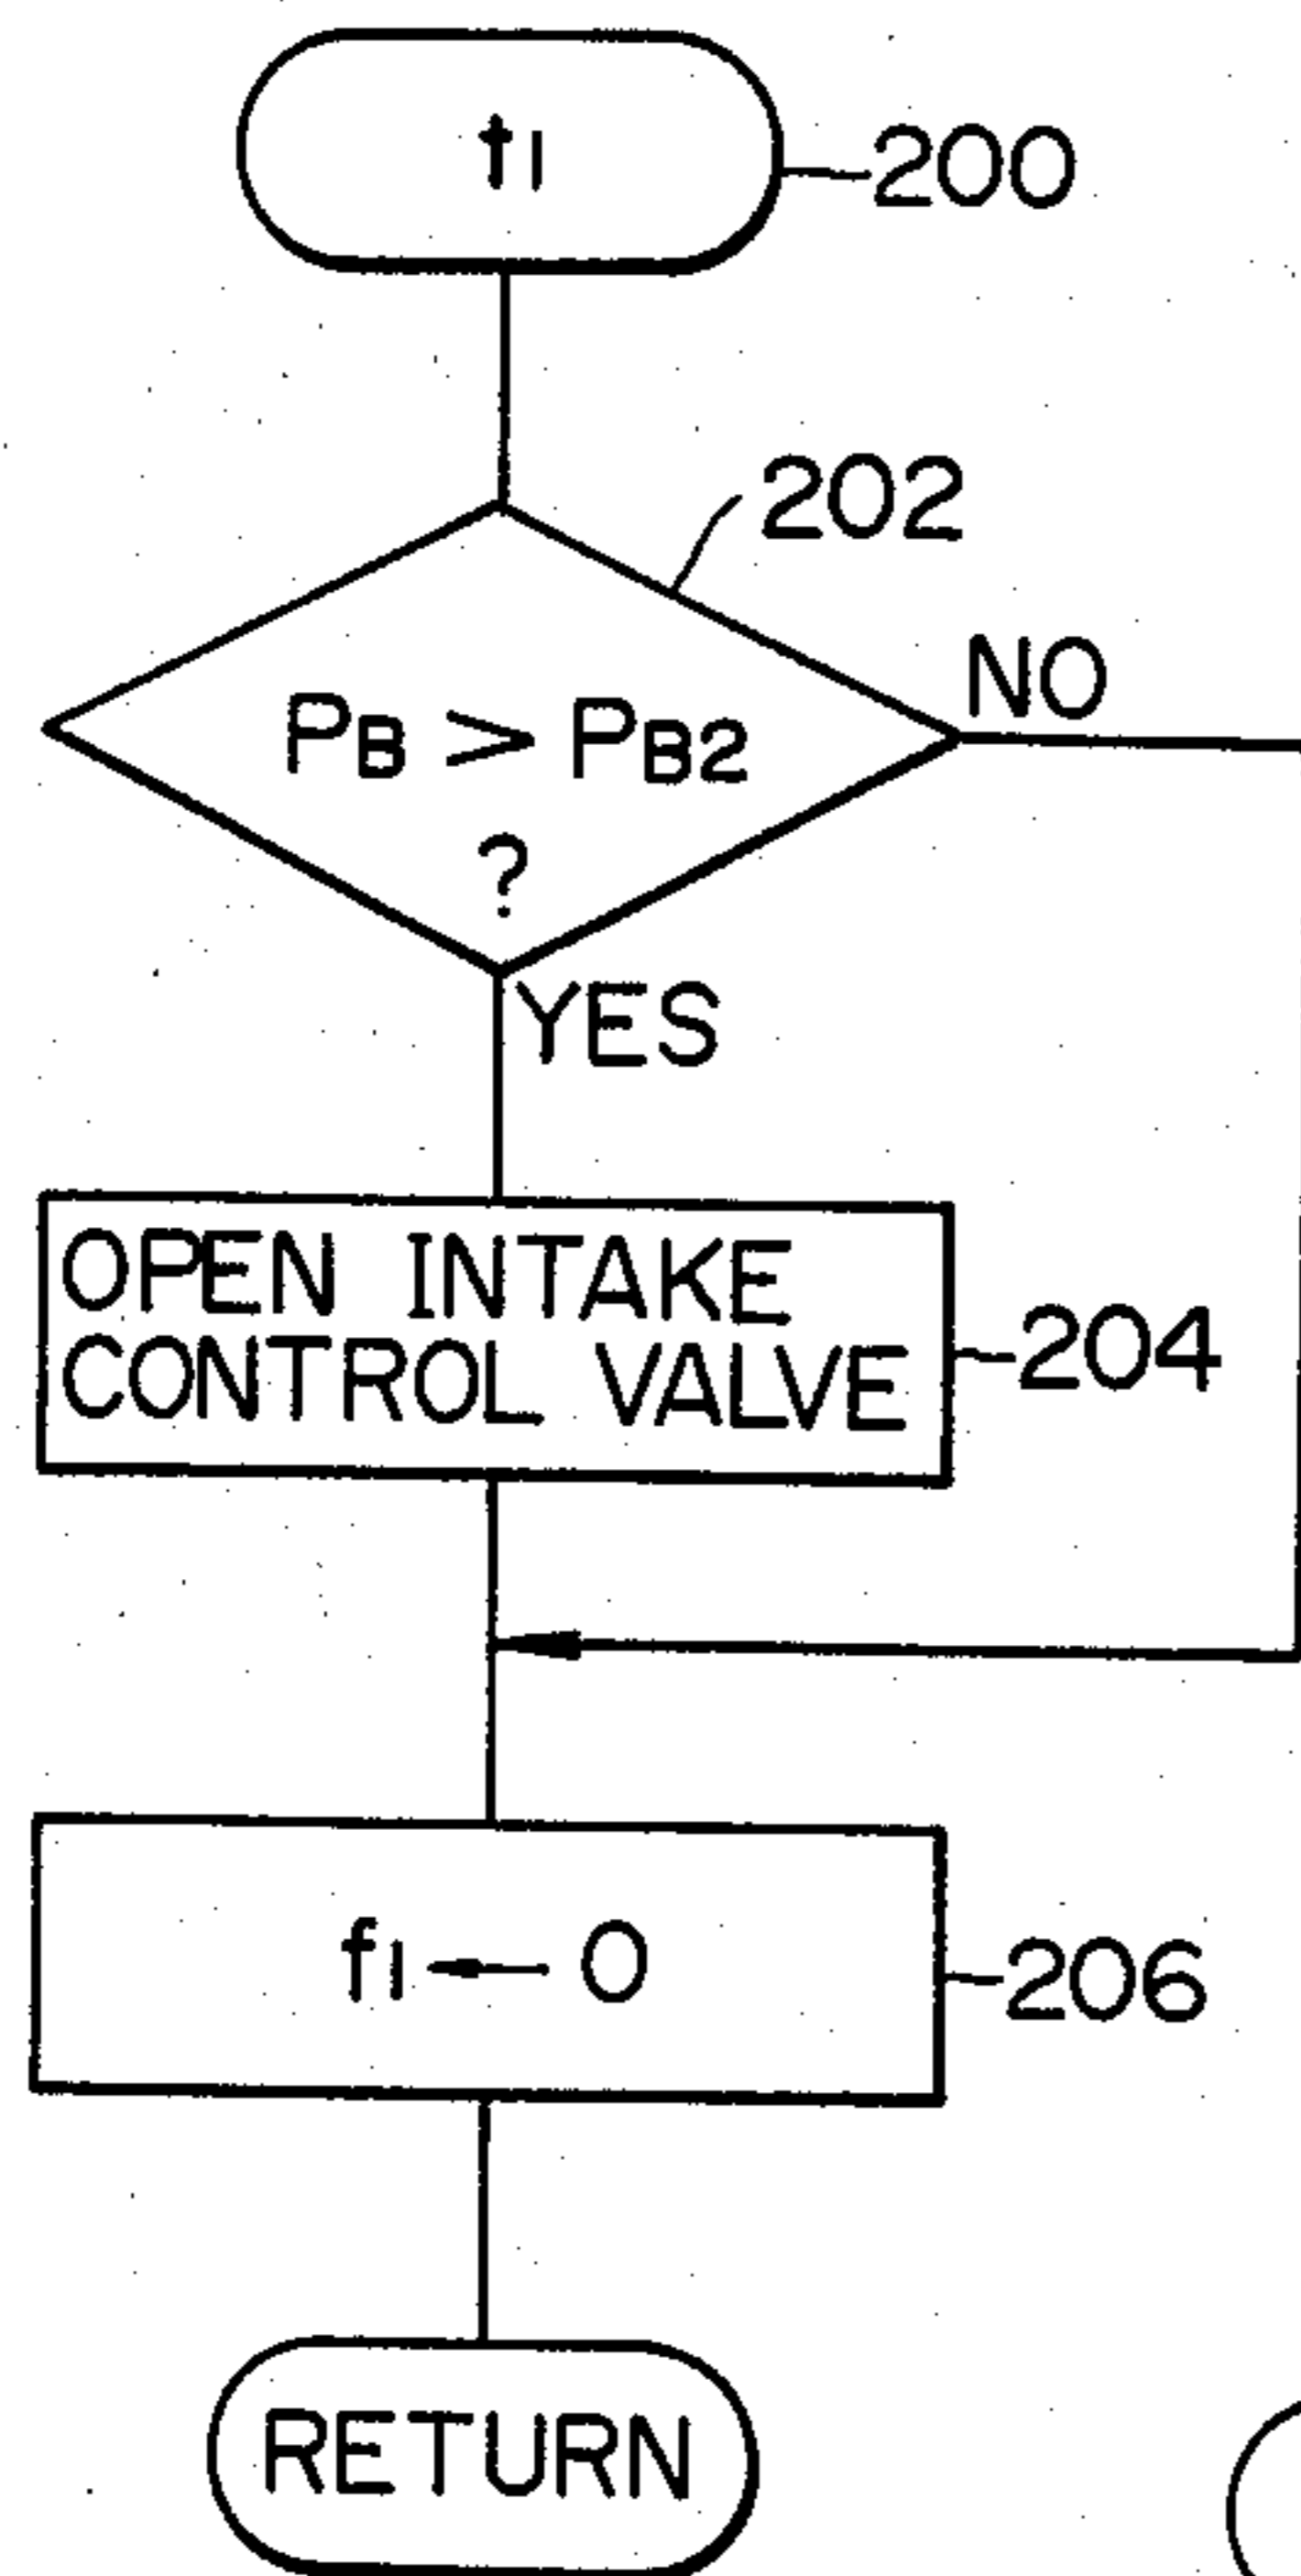 t1
200
202
PB > PB2
?
NO
YES
OPEN INTAKE
CONTROL VALVE
204
f1 ← 0
206
RETURN